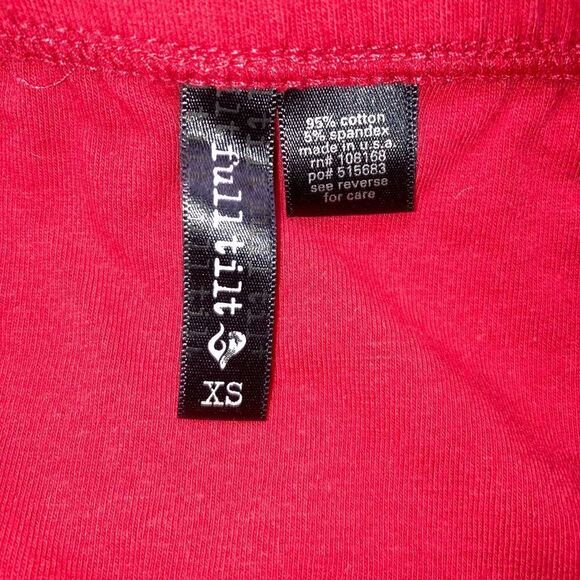 full tilt
XS
95% cotton
5% spandex
made in u.s.a.
rn# 108168
po# 515683
see reverse
for care